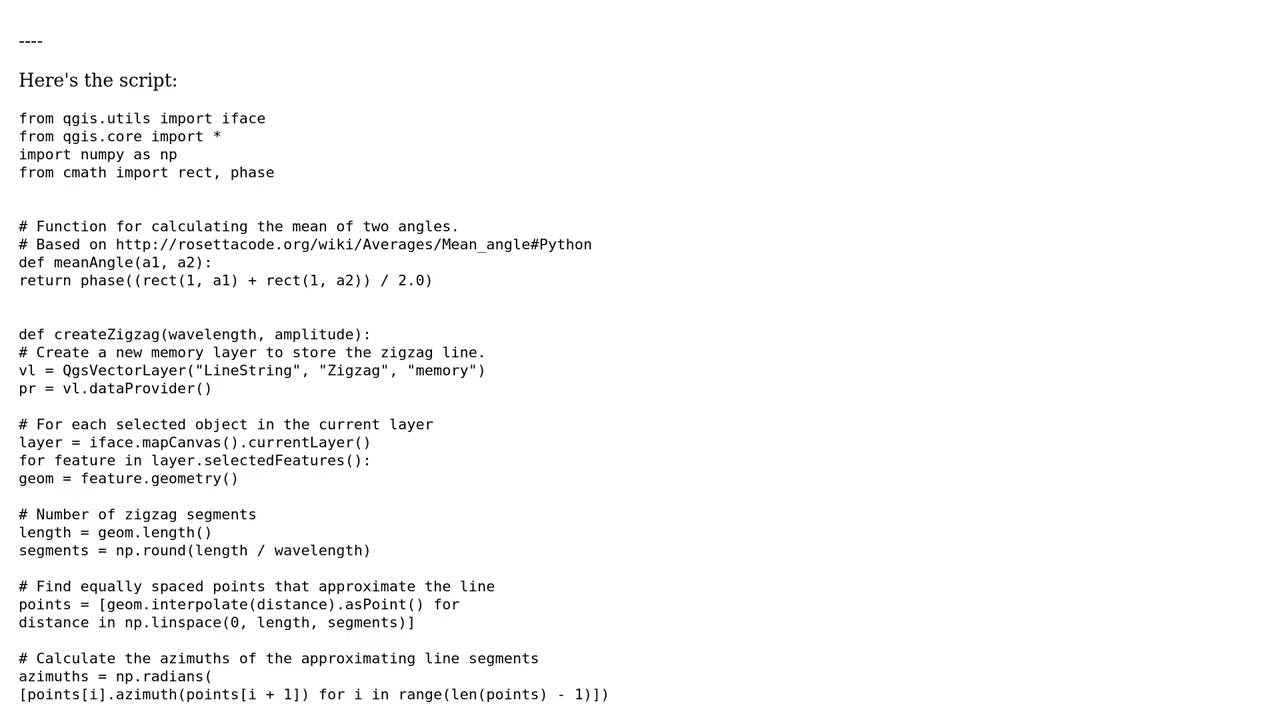 ----
Here's the script:
from qgis.utils import iface
from qgis.core import *
import numpy as np
from cmath import rect, phase
# Function for calculating the mean of two angles.
# Based on http://rosettacode.org/wiki/Averages/Mean_angle#Python
def meanAngle(a1, a2):
return phase((rect(1, a1) + rect(1, a2)) / 2.0)
def createZigzag(wavelength, amplitude):
# Create a new memory layer to store the zigzag line.
vl = QgsVectorLayer("LineString", "Zigzag", "memory")
pr = vl.dataProvider()
# For each selected object in the current layer
layer = iface.mapCanvas().currentLayer()
for feature in layer.selectedFeatures():
geom = feature.geometry()
# Number of zigzag segments
length = geom.length()
segments = np.round(length / wavelength)
# Find equally spaced points that approximate the line
points = [geom.interpolate(distance).asPoint() for
distance in np.linspace(0, length, segments)]
# Calculate the azimuths of the approximating line segments
azimuths = np.radians(
[points[i].azimuth(points[i + 1]) for i in range(len(points) - 1)])